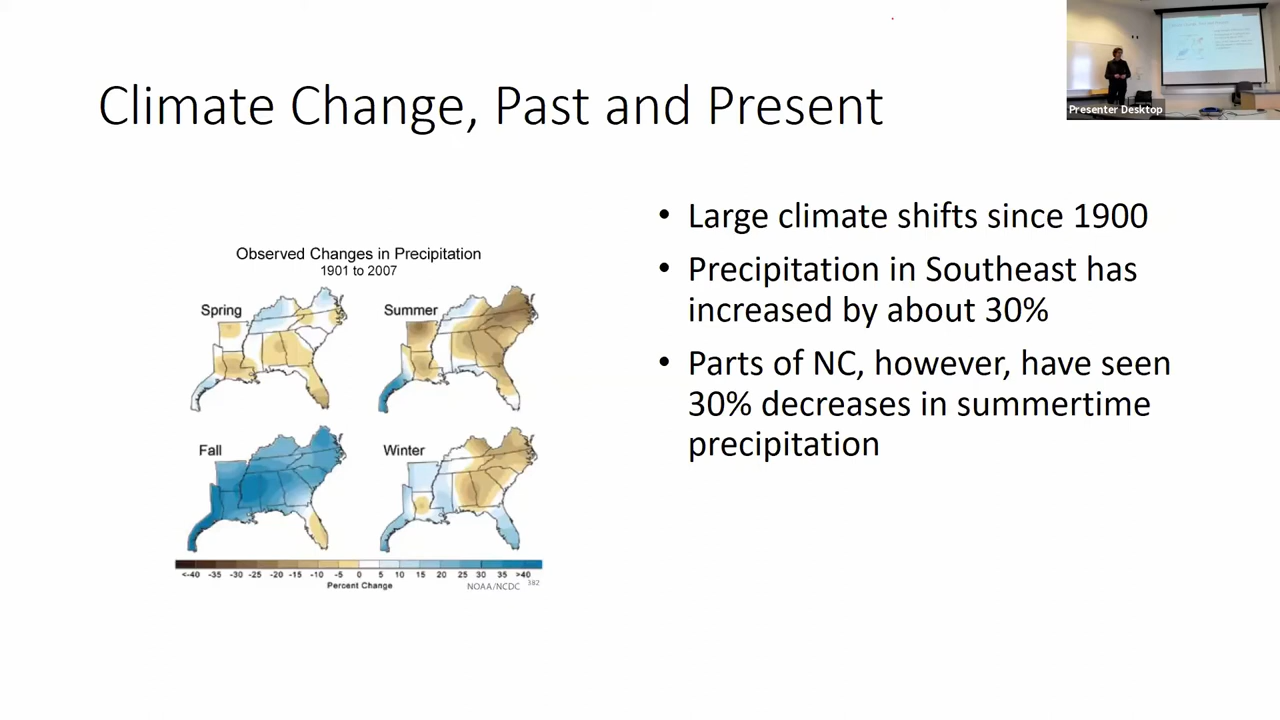 Climate Change, Past and Present
Presenter Desktop
Observed Changes in Precipitation
1901 to 2007
Spring
Summer
Fall
Winter
<-40 -35 -30 -25 -20 -15 -10 -5 0 5 10 15 20 25 30 35 >40
Percent Change
NOAA/NCDC 382
• Large climate shifts since 1900
• Precipitation in Southeast has
increased by about 30%
• Parts of NC, however, have seen
30% decreases in summertime
precipitation